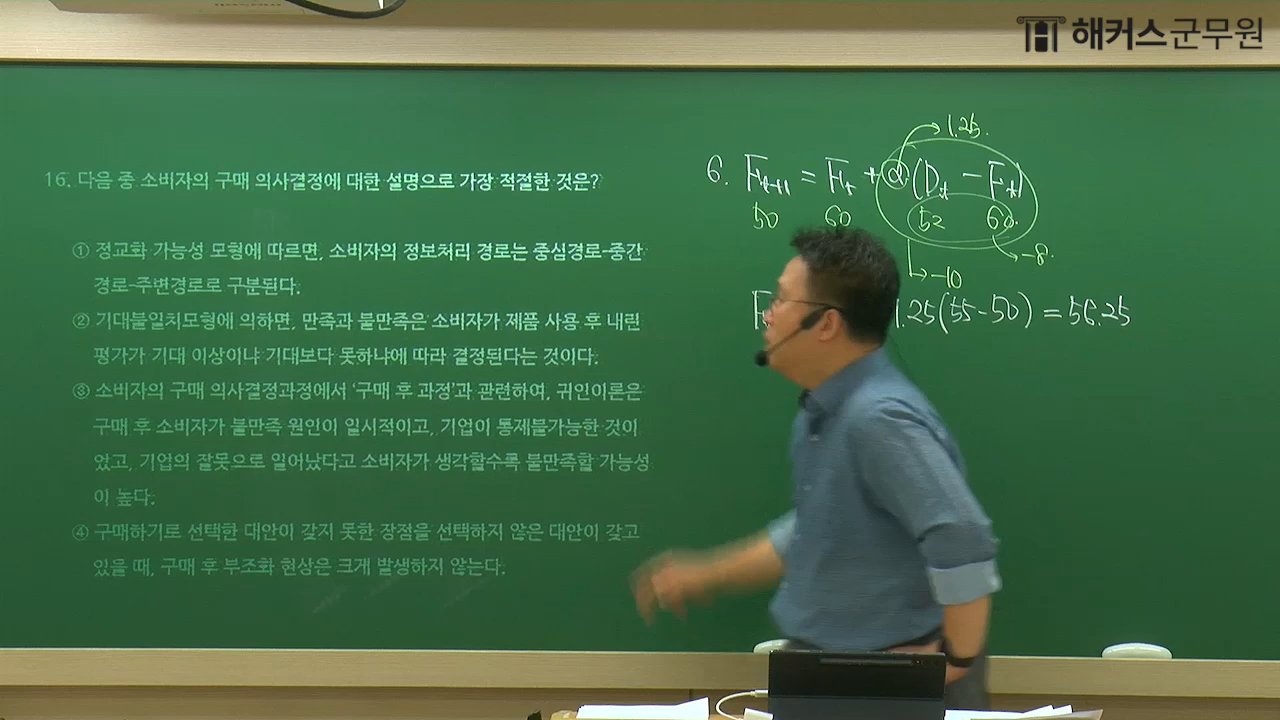 해커스군무원
16. 다음 중 소비자의 구매 의사결정에 대한 설명으로 가장 적절한 것은?
① 정교화 가능성 모형에 따르면, 소비자의 정보처리 경로는 중심경로-중간
경로-주변경로로 구분된다.
② 기대불일치모형에 의하면, 만족과 불만족은 소비자가 제품 사용 후 내린
평가가 기대 이상이냐 기대보다 못하냐에 따라 결정된다는 것이다.
③ 소비자의 구매 의사결정과정에서 '구매 후 과정'과 관련하여, 귀인이론은
구매 후 소비자가 불만족 원인이 일시적이고, 기업이 통제불가능한 것이
었고, 기업의 잘못으로 일어났다고 소비자가 생각할수록 불만족할 가능성
이 높다.
④ 구매하기로 선택한 대안이 갖지 못한 장점을 선택하지 않은 대안이 갖고
있을 때, 구매 후 부조화 현상은 크게 발생하지 않는다.
1.25.
6. Ft+1 = Ft + α(Dt - Ft)
50 60 52 60
-8.
-10
F 1.25(55-50) = 56.25